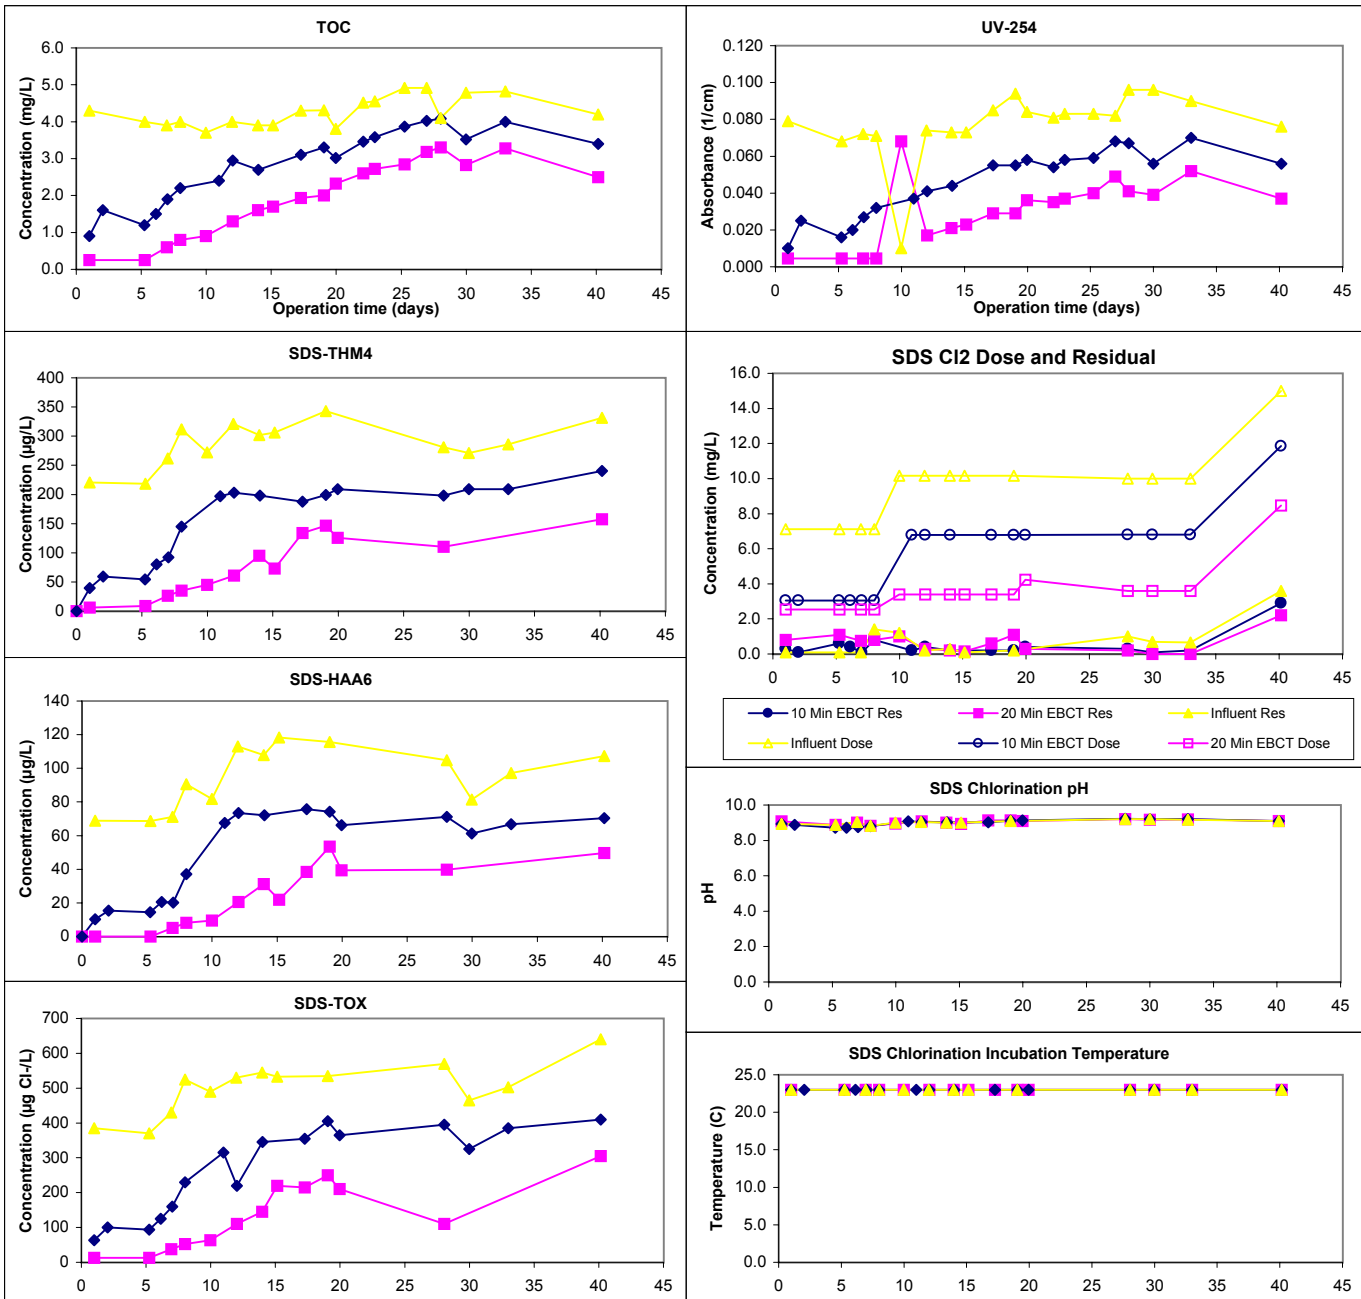 TOC
Concentration (mg/L)
6.0
5.0
4.0
3.0
2.0
1.0
0.0
0 5 10 15 20 25 30 35 40 45
Operation time (days)
UV-254
Absorbance (1/cm)
0.120
0.100
0.080
0.060
0.040
0.020
0.000
0 5 10 15 20 25 30 35 40 45
Operation time (days)
SDS-THM4
Concentration (µg/L)
400
350
300
250
200
150
100
50
0
0 5 10 15 20 25 30 35 40 45
SDS Cl2 Dose and Residual
Concentration (mg/L)
16.0
14.0
12.0
10.0
8.0
6.0
4.0
2.0
0.0
0 5 10 15 20 25 30 35 40 45
10 Min EBCT Res 20 Min EBCT Res Influent Res
Influent Dose 10 Min EBCT Dose 20 Min EBCT Dose
SDS-HAA6
Concentration (µg/L)
140
120
100
80
60
40
20
0
0 5 10 15 20 25 30 35 40 45
SDS Chlorination pH
pH
10.0
8.0
6.0
4.0
2.0
0.0
0 5 10 15 20 25 30 35 40 45
SDS-TOX
Concentration (µg Cl-/L)
700
600
500
400
300
200
100
0
0 5 10 15 20 25 30 35 40 45
SDS Chlorination Incubation Temperature
Temperature (C)
25.0
20.0
15.0
10.0
5.0
0.0
0 5 10 15 20 25 30 35 40 45